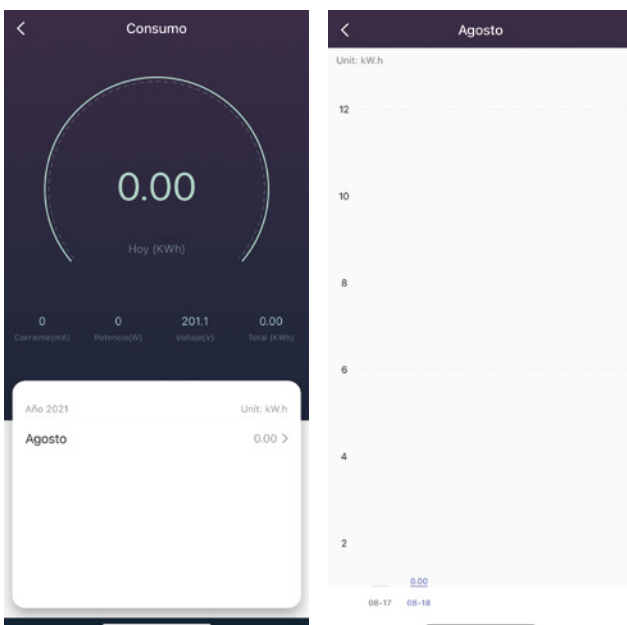 Consumo
0.00
Hoy (KWh)
0 0 201.1 0.00
Corriente(mA) Potencia(W) Voltaje(V) Total (KWh)
Año 2021 Unit: kW.h
Agosto 0.00
Agosto
Unit: kW.h
12
10
8
6
4
2
0.00
08-17 08-18